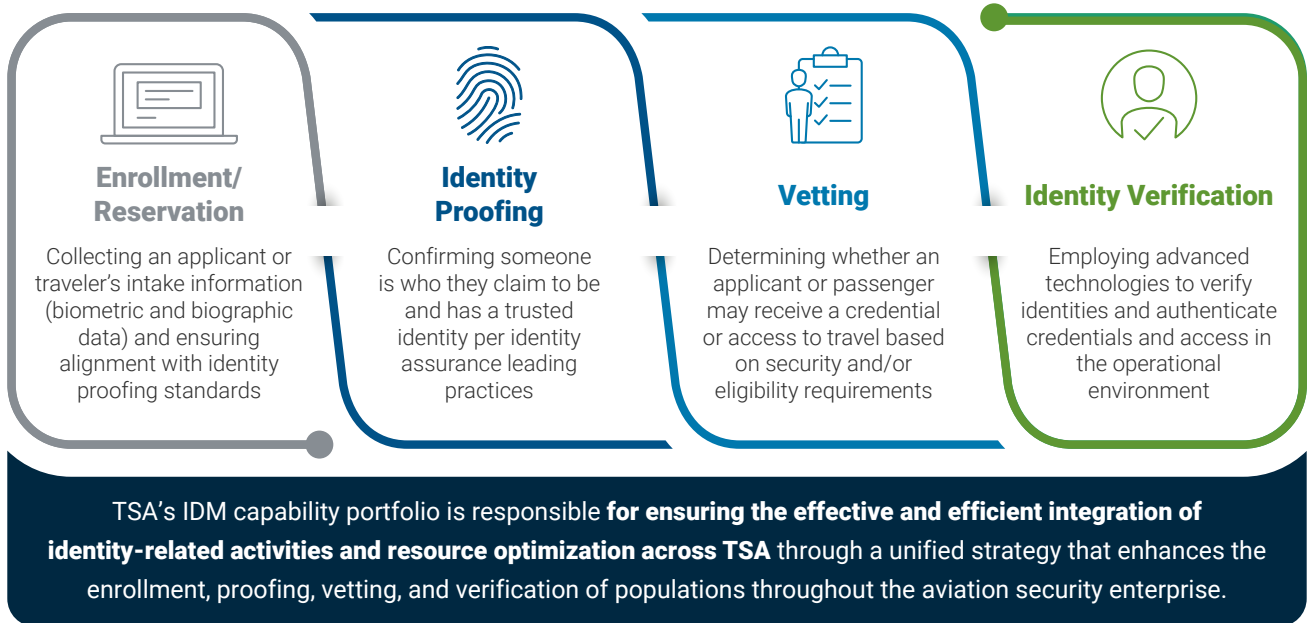 Enrollment/
Reservation
Collecting an applicant or
traveler's intake information
(biometric and biographic
data) and ensuring
alignment with identity
proofing standards
Identity
Proofing
Confirming someone
is who they claim to be
and has a trusted
identity per identity
assurance leading
practices
Vetting
Determining whether an
applicant or passenger
may receive a credential
or access to travel based
on security and/or
eligibility requirements
Identity Verification
Employing advanced
technologies to verify
identities and authenticate
credentials and access in
the operational
environment
TSA's IDM capability portfolio is responsible for ensuring the effective and efficient integration of
identity-related activities and resource optimization across TSA through a unified strategy that enhances the
enrollment, proofing, vetting, and verification of populations throughout the aviation security enterprise.